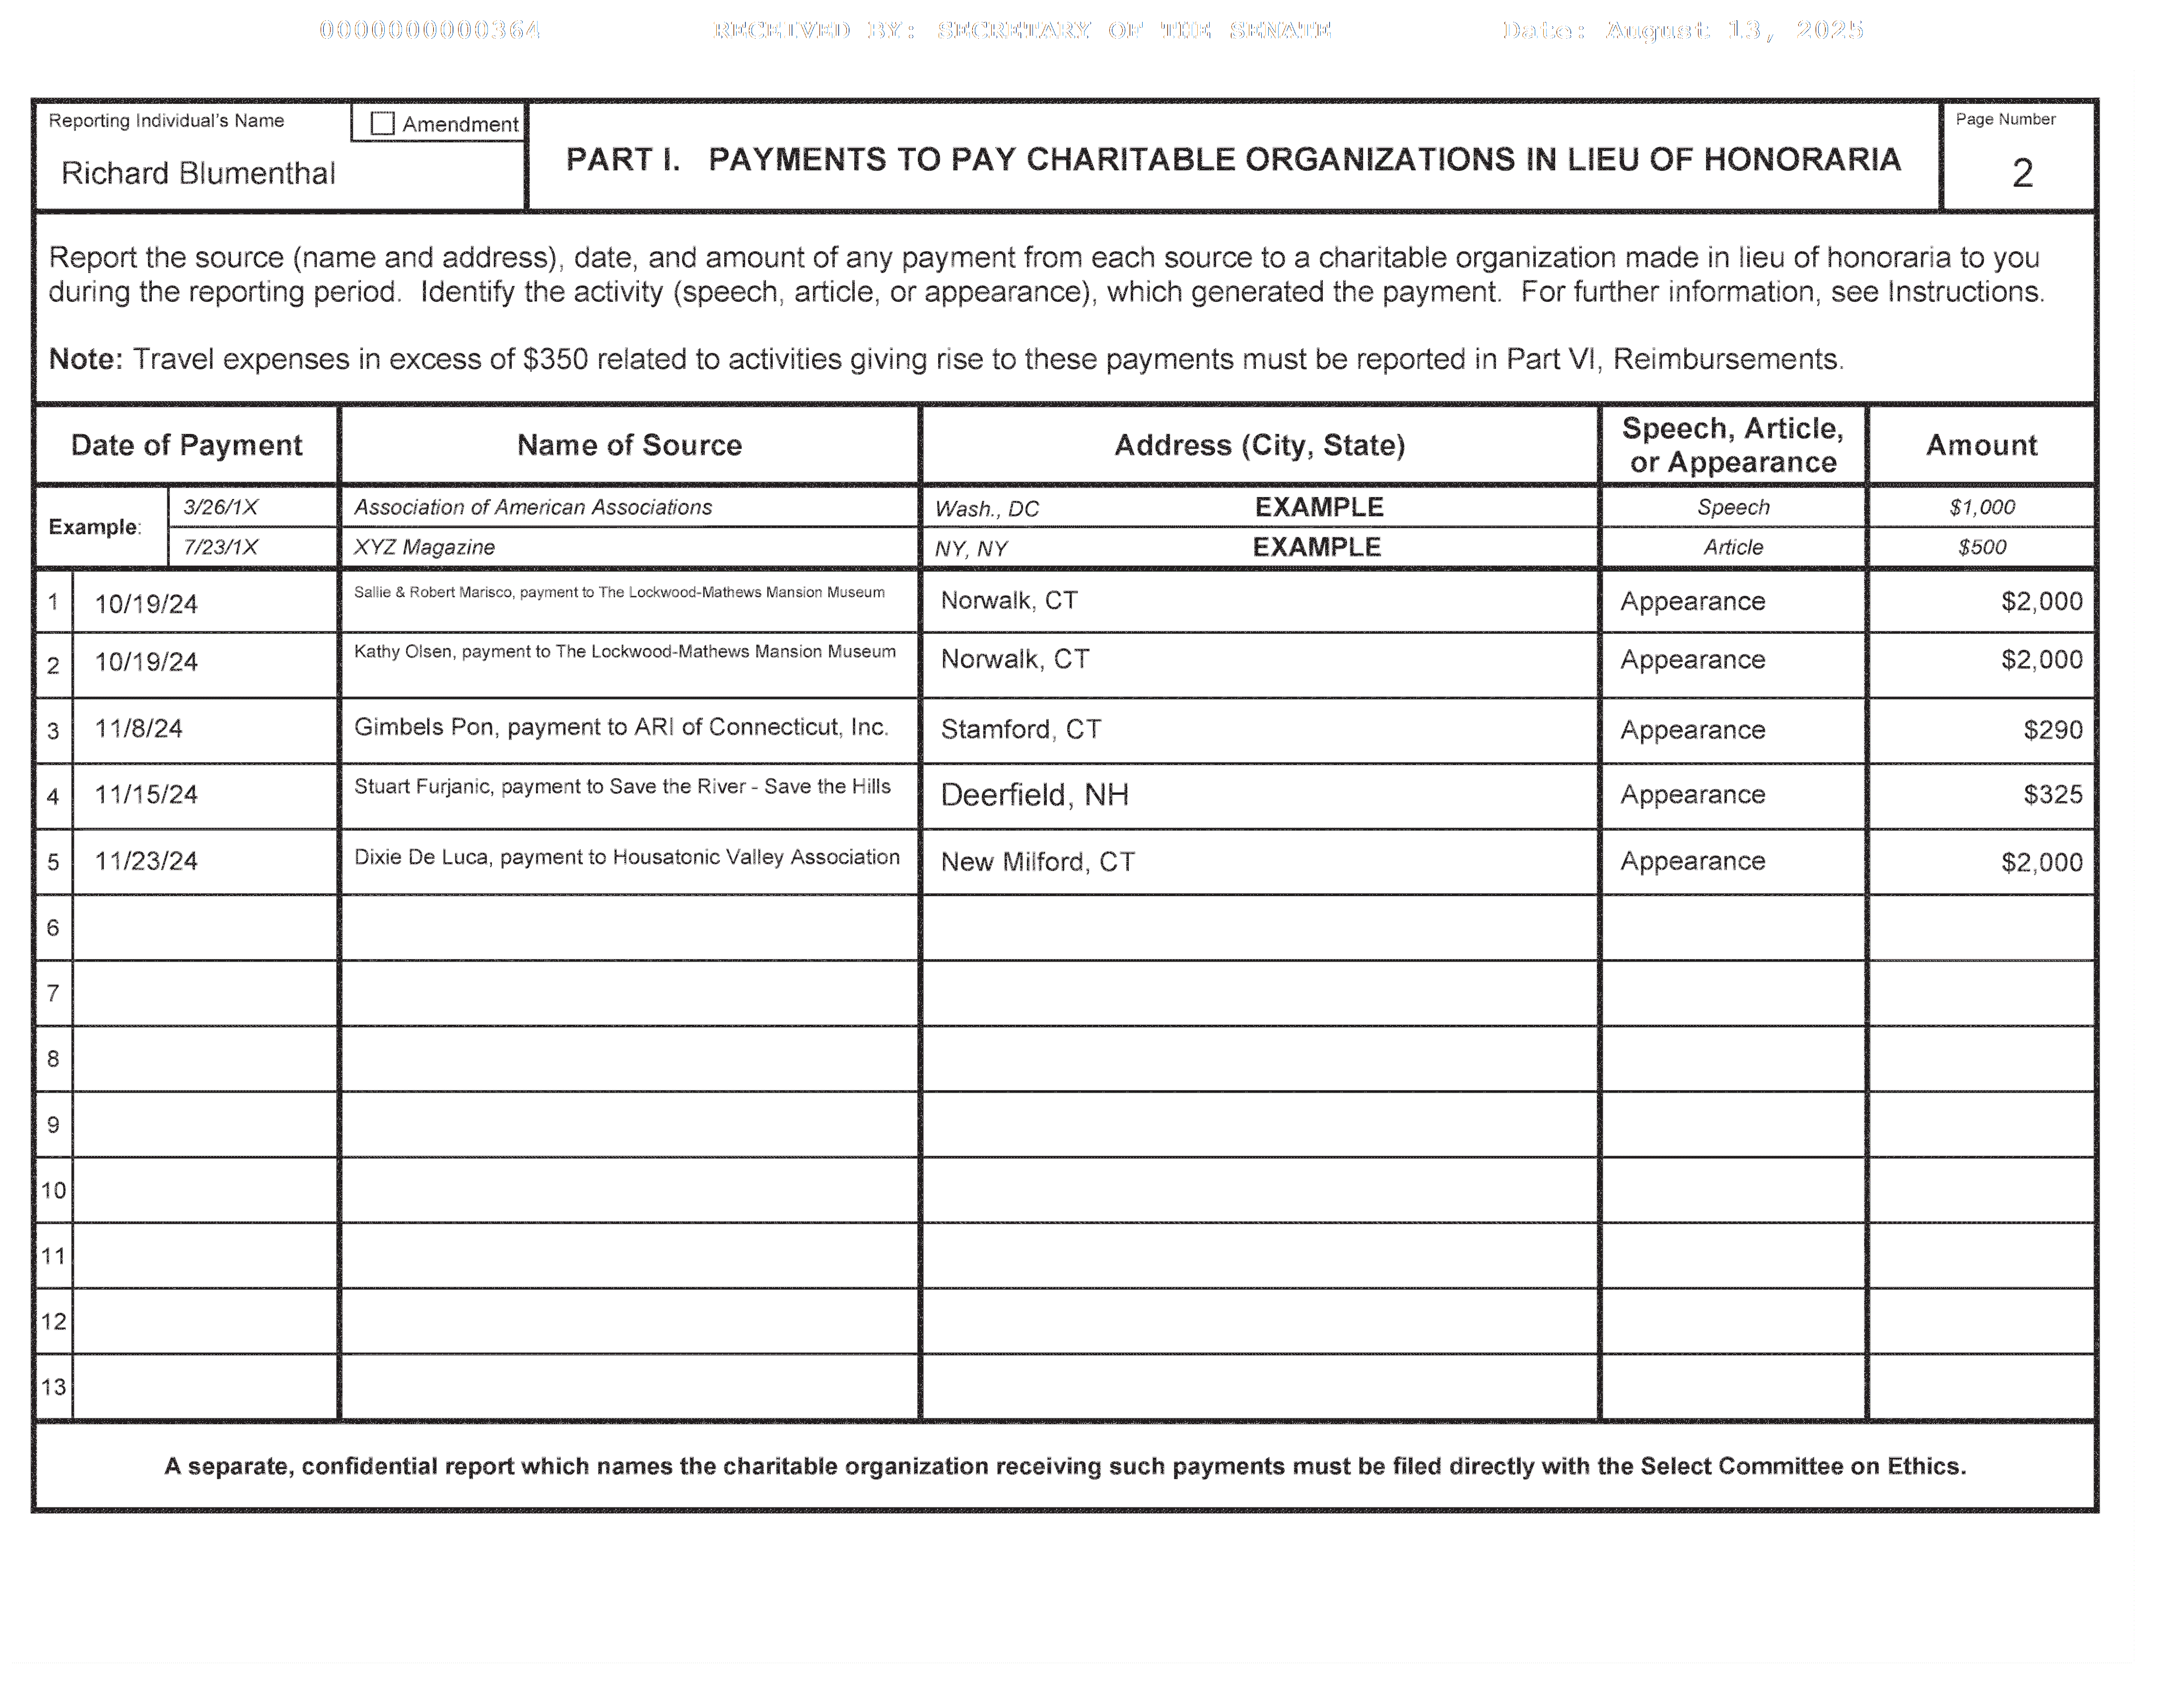 0000000000364 RECEIVED BY: SECRETARY OF THE SENATE Date: August 13, 2025
Reporting Individual's Name
Amendment
Richard Blumenthal
PART I. PAYMENTS TO PAY CHARITABLE ORGANIZATIONS IN LIEU OF HONORARIA
Page Number
2
Report the source (name and address), date, and amount of any payment from each source to a charitable organization made in lieu of honoraria to you
during the reporting period. Identify the activity (speech, article, or appearance), which generated the payment. For further information, see Instructions.
Note: Travel expenses in excess of $350 related to activities giving rise to these payments must be reported in Part VI, Reimbursements.
Date of Payment Name of Source Address (City, State) Speech, Article, or Appearance Amount
Example: 3/26/1X Association of American Associations Wash., DC EXAMPLE Speech $1,000
7/23/1X XYZ Magazine NY, NY EXAMPLE Article $500
1 10/19/24 Sallie & Robert Marisco, payment to The Lockwood-Mathews Mansion Museum Norwalk, CT Appearance $2,000
2 10/19/24 Kathy Olsen, payment to The Lockwood-Mathews Mansion Museum Norwalk, CT Appearance $2,000
3 11/8/24 Gimbels Pon, payment to ARI of Connecticut, Inc. Stamford, CT Appearance $290
4 11/15/24 Stuart Furjanic, payment to Save the River - Save the Hills Deerfield, NH Appearance $325
5 11/23/24 Dixie De Luca, payment to Housatonic Valley Association New Milford, CT Appearance $2,000
6
7
8
9
10
11
12
13
A separate, confidential report which names the charitable organization receiving such payments must be filed directly with the Select Committee on Ethics.